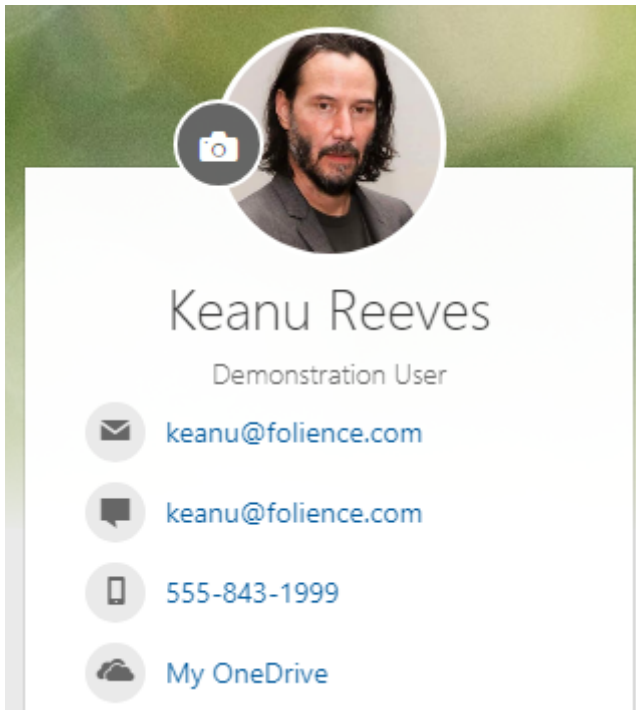 Keanu Reeves
Demonstration User
keanu@folience.com
keanu@folience.com
555-843-1999
My OneDrive